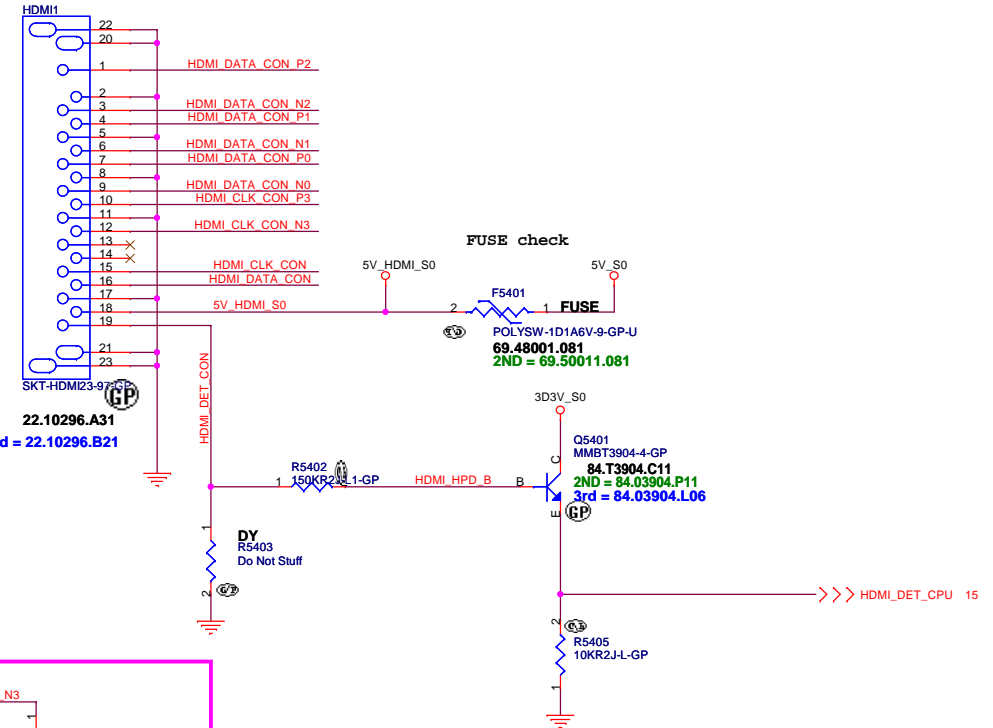 HDMI1
22
20
1 HDMI_DATA_CON_P2
2
3 HDMI_DATA_CON_N2
4 HDMI_DATA_CON_P1
5
6 HDMI_DATA_CON_N1
7 HDMI_DATA_CON_P0
8
9 HDMI_DATA_CON_N0
10 HDMI_CLK_CON_P3
11
12 HDMI_CLK_CON_N3
13
14
15 HDMI_CLK_CON
16 HDMI_DATA_CON
17
18 5V_HDMI_S0
19
21
23
SKT-HDMI23-97-GP
GP
22.10296.A31
d = 22.10296.B21
FUSE check
5V_HDMI_S0
5V_S0
F5401
2
1
FUSE
POLYSW-1D1A6V-9-GP-U
69.48001.081
2ND = 69.50011.081
HDMI_DET_CON
3D3V_S0
Q5401
MMBT3904-4-GP
84.T3904.C11
2ND = 84.03904.P11
3rd = 84.03904.L06
GP
C
B
E
R5402
1
HDMI_HPD_B
1
2
DY
R5403
Do Not Stuff
HDMI_DET_CPU 15
2
1
R5405
10KR2J-L-GP
_N3
1